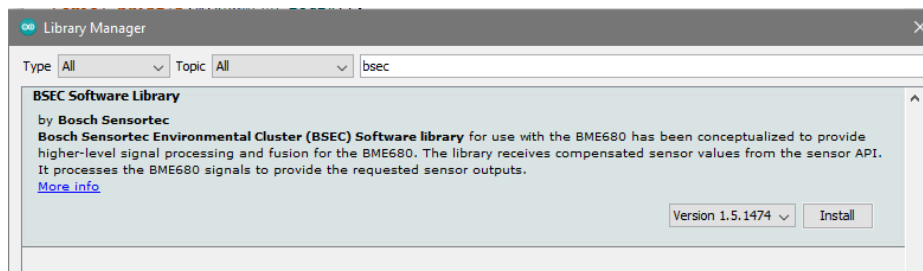 Library Manager
Type All Topic All bsec
BSEC Software Library
by Bosch Sensortec
Bosch Sensortec Environmental Cluster (BSEC) Software library for use with the BME680 has been conceptualized to provide
higher-level signal processing and fusion for the BME680. The library receives compensated sensor values from the sensor API.
It processes the BME680 signals to provide the requested sensor outputs.
More info
Version 1.5.1474 Install